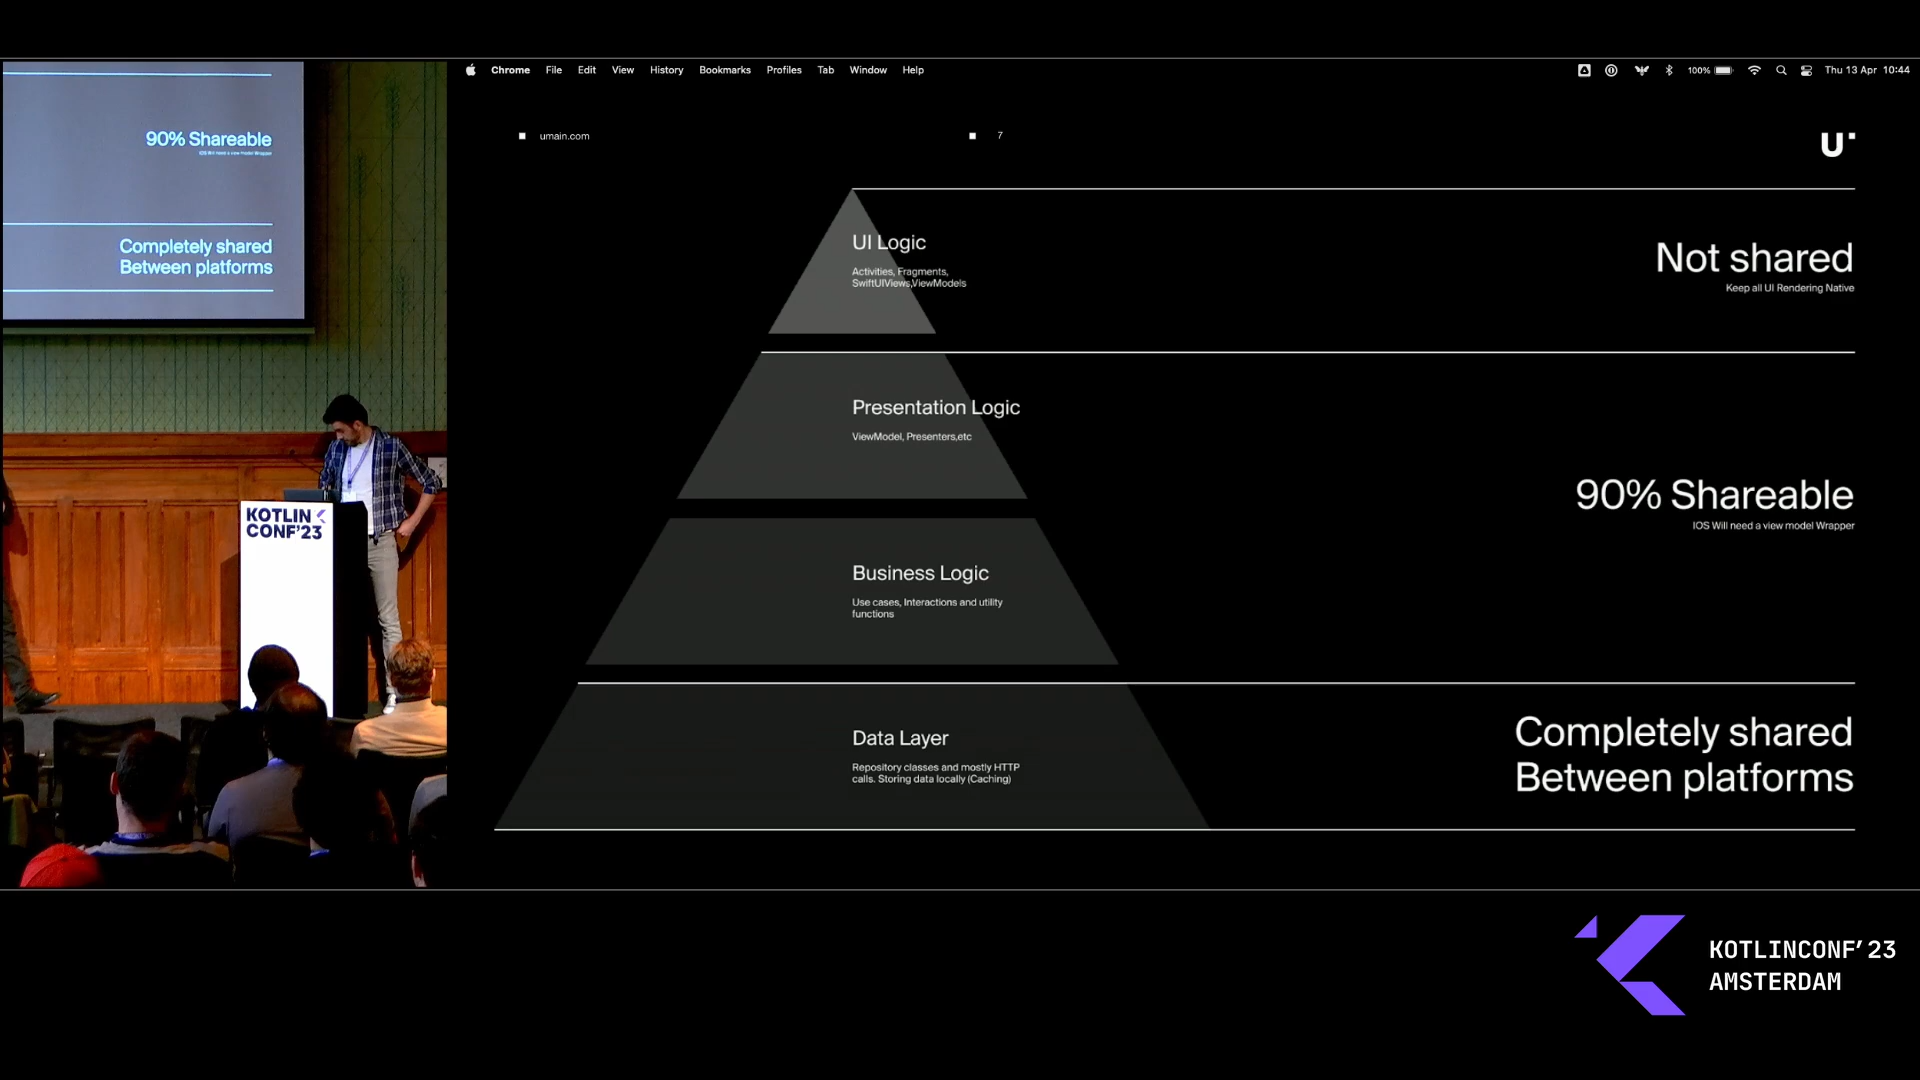 90% Shareable
IOS Will need a view model Wrapper
Completely shared
Between platforms
KOTLIN
CONF'23
Chrome File Edit View History Bookmarks Profiles Tab Window Help
100% Thu 13 Apr 10:44
umain.com
7
U
UI Logic
Activities, Fragments,
SwiftUIViews,ViewModels
Not shared
Keep all UI Rendering Native
Presentation Logic
ViewModel, Presenters,etc
90% Shareable
IOS Will need a view model Wrapper
Business Logic
Use cases, Interactions and utility
functions
Data Layer
Repository classes and mostly HTTP
calls. Storing data locally (Caching)
Completely shared
Between platforms
KOTLINCONF'23
AMSTERDAM